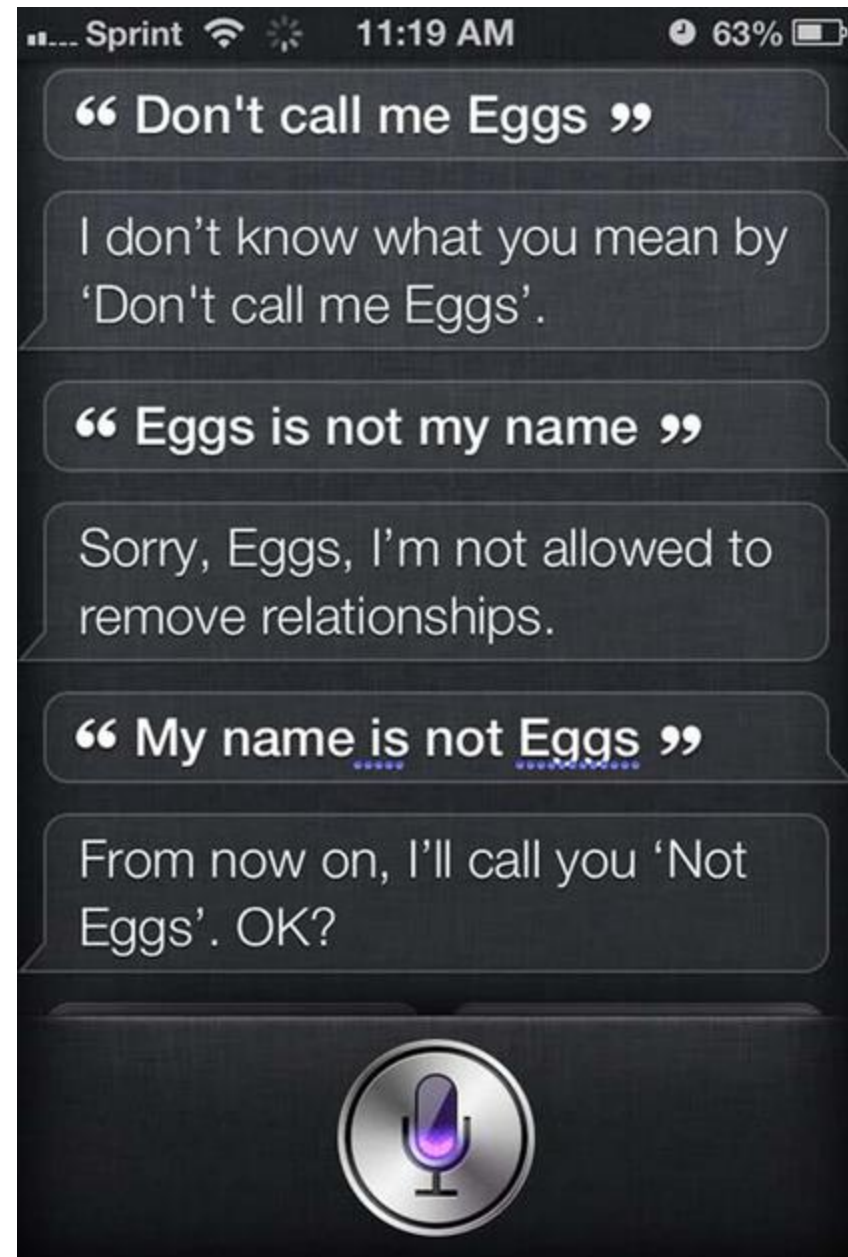 Sprint 11:19 AM 63%
“ Don't call me Eggs ”
I don’t know what you mean by
‘Don't call me Eggs’.
“ Eggs is not my name ”
Sorry, Eggs, I’m not allowed to
remove relationships.
“ My name is not Eggs ”
From now on, I’ll call you ‘Not
Eggs’. OK?